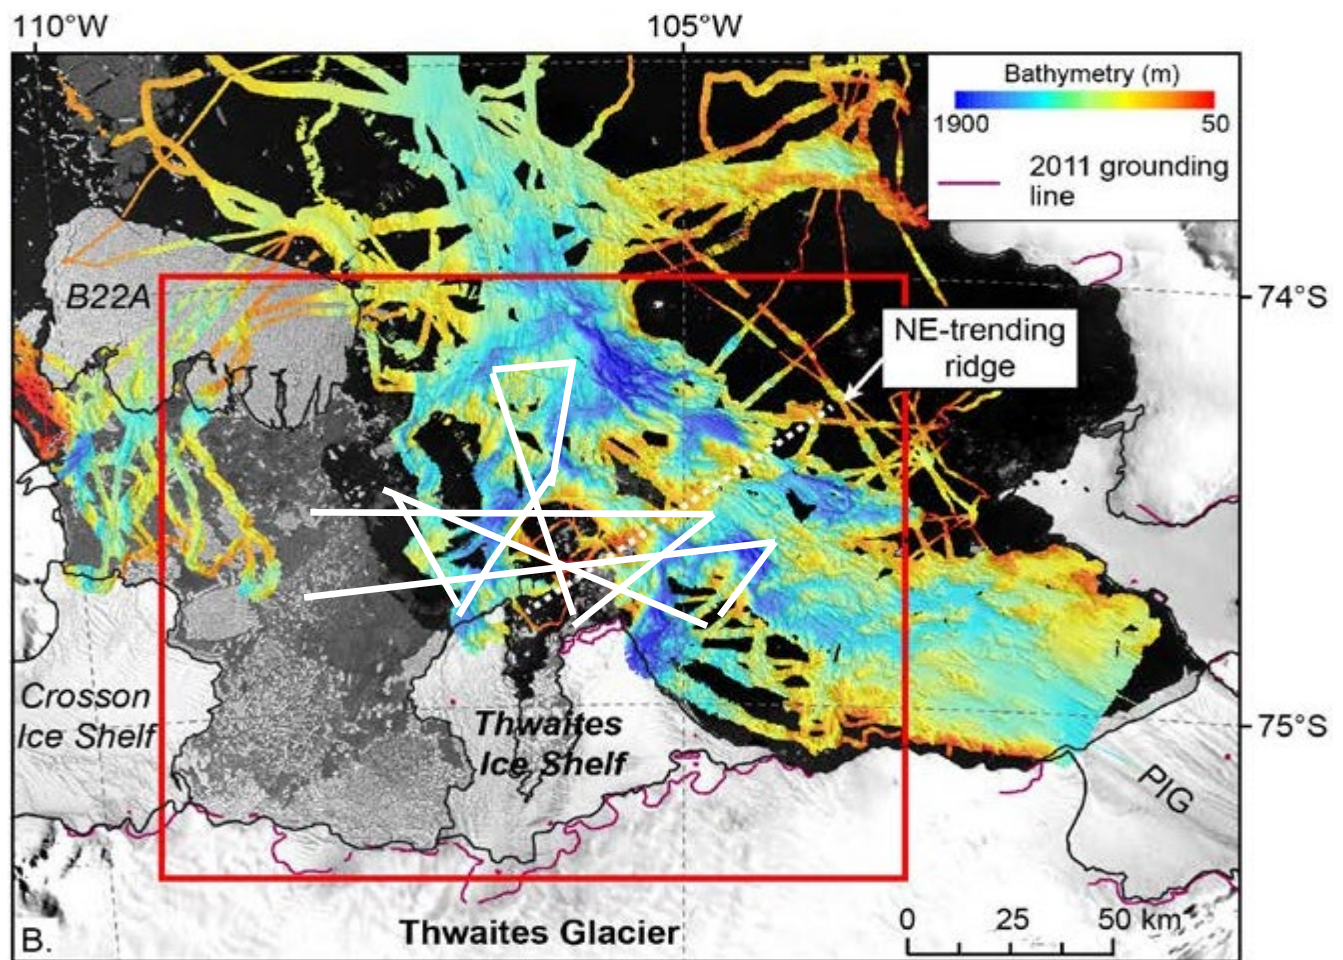 110°W
105°W
Bathymetry (m)
1900
50
2011 grounding
line
B22A
74°S
NE-trending
ridge
Crosson
Ice Shelf
Thwaites
Ice Shelf
75°S
PIG
0
25
50 km
Thwaites Glacier
B.